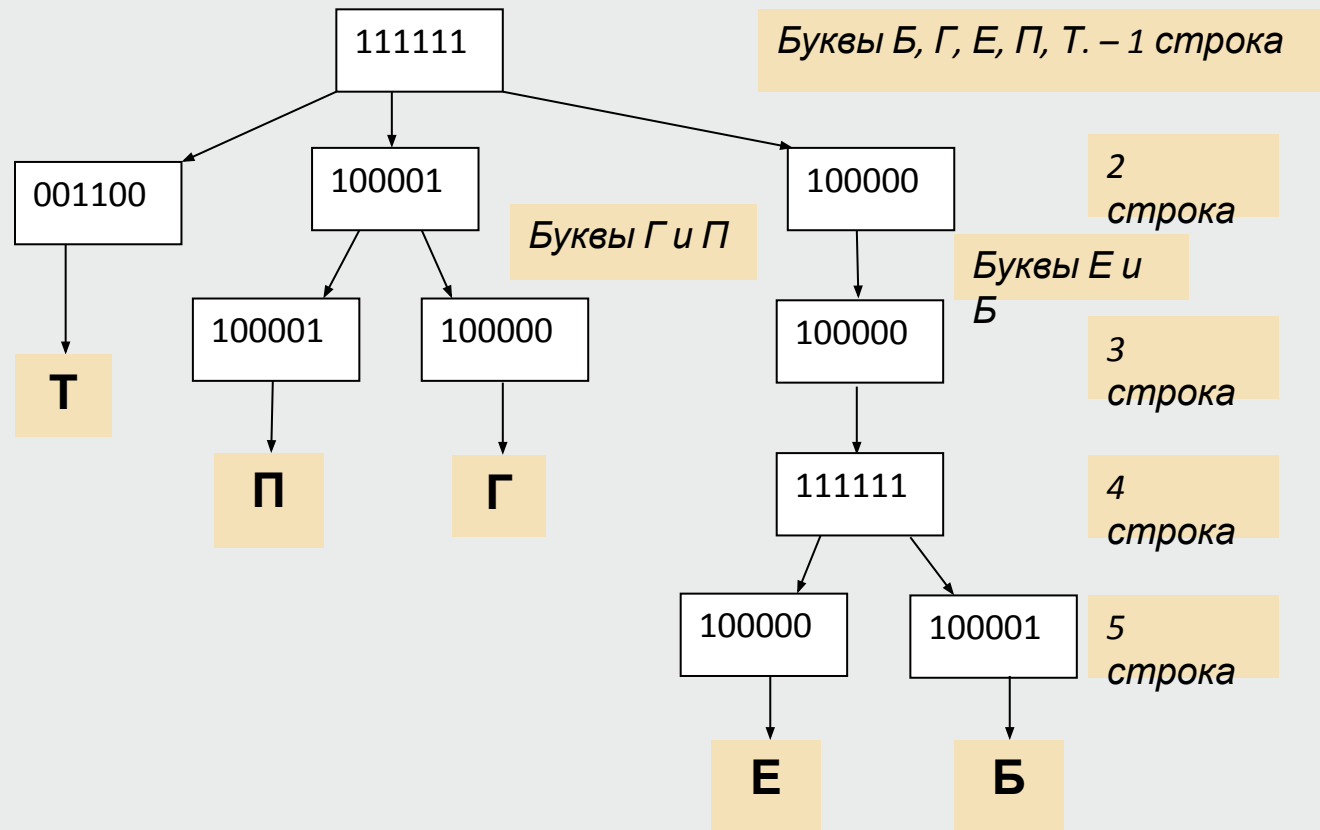 111111
Буквы Б, Г, Е, П, Т. – 1 строка
001100
100001
100000
2
строка
Буквы Г и П
Буквы Е и
Б
100001
100000
100000
3
строка
Т
П
Г
111111
4
строка
100000
100001
5
строка
Е
Б